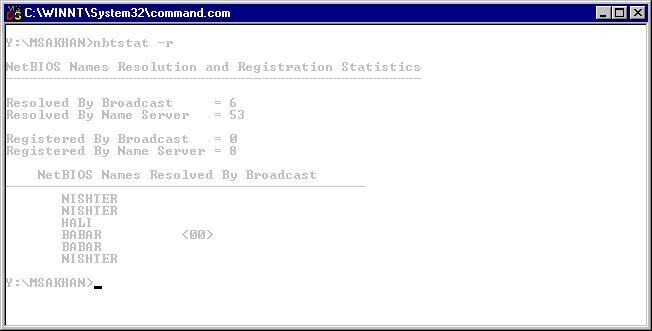 C:\WINNT\System32\command.com
Y:\MSAKHAN>nbtstat -r
NetBIOS Names Resolution and Registration Statistics
----------------------------------------------------
Resolved By Broadcast     = 6
Resolved By Name Server   = 53
Registered By Broadcast   = 0
Registered By Name Server = 8
NetBIOS Names Resolved By Broadcast
---------------------------------------------
NISHTER
NISHTER
HALI
BABAR          <00>
BABAR
NISHTER
Y:\MSAKHAN>